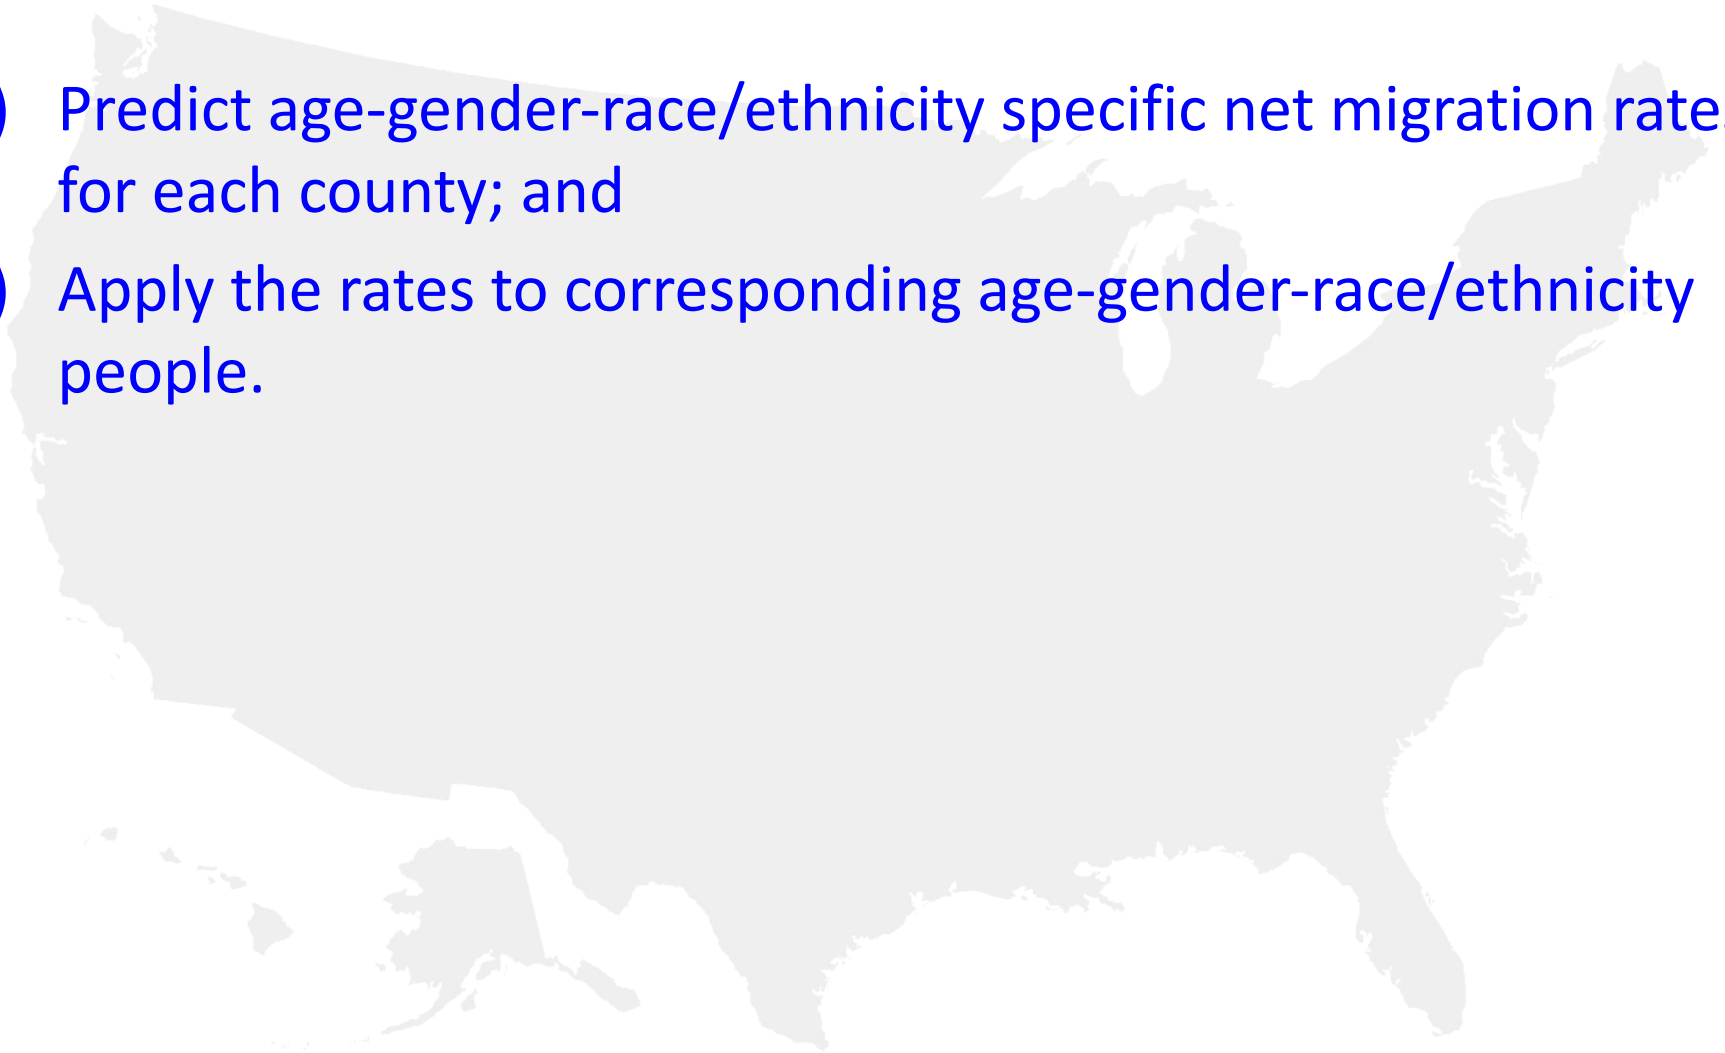 ) Predict age-gender-race/ethnicity specific net migration rate
for each county; and
) Apply the rates to corresponding age-gender-race/ethnicity
people.